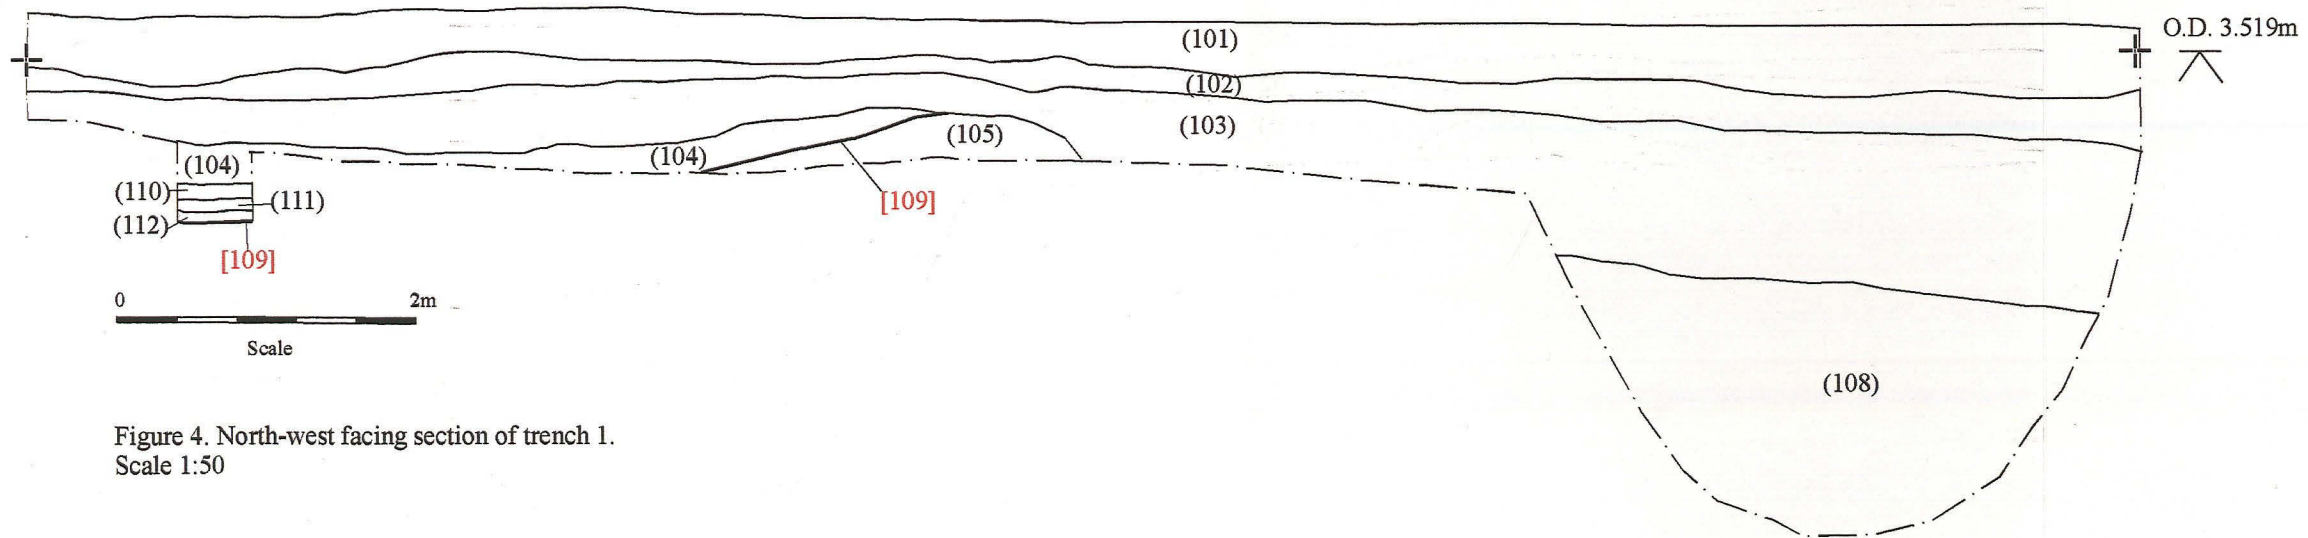 O.D. 3.519m
(101)
(102)
(103)
(105)
(104)
(104)
(110)
(111)
(112)
[109]
[109]
0 2m
Scale
(108)
Figure 4. North-west facing section of trench 1.
Scale 1:50